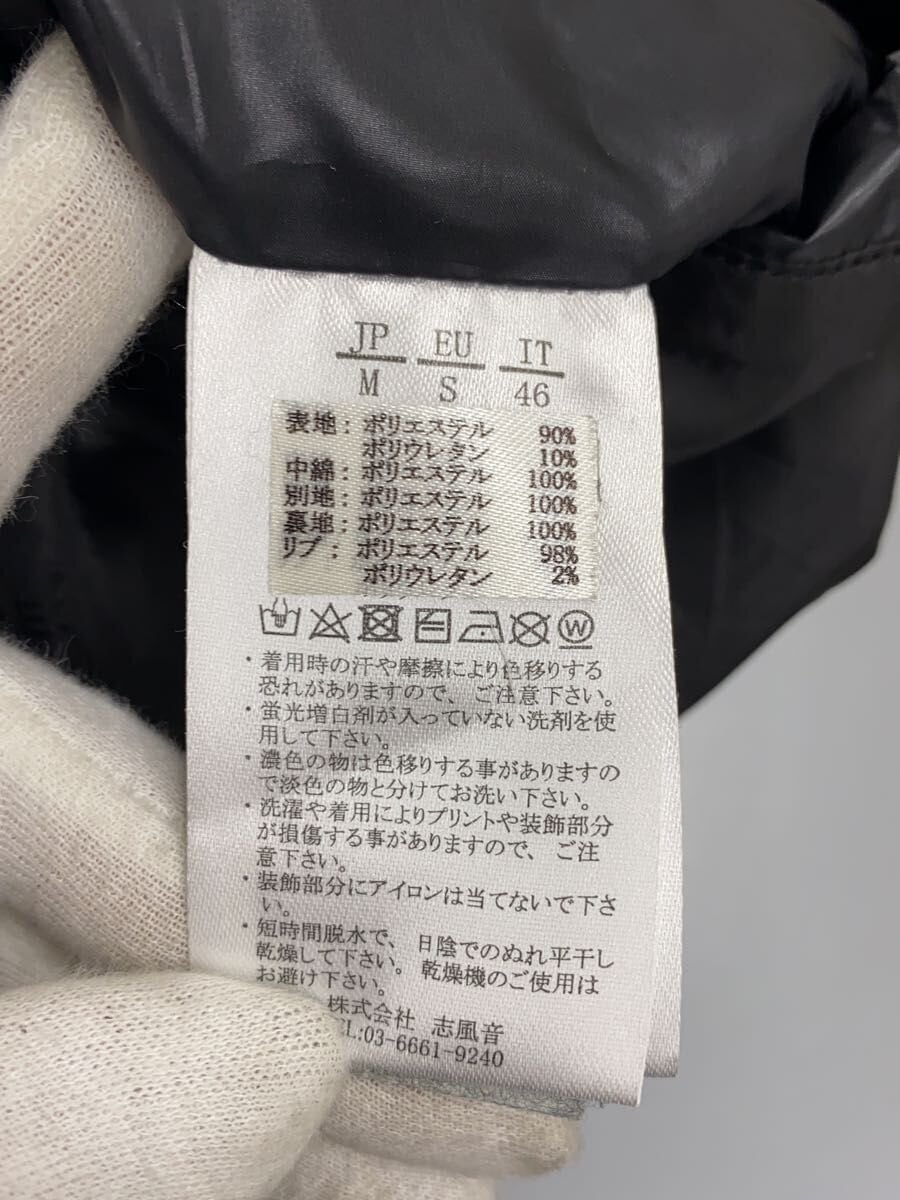 JP EU IT
M S 46
表地：ポリエステル 90%
ポリウレタン 10%
中綿：ポリエステル 100%
別地：ポリエステル 100%
裏地：ポリエステル 100%
リブ：ポリエステル 98%
ポリウレタン 2%
W
・着用時の汗や摩擦により色移りする
恐れがありますので、ご注意下さい。
・蛍光増白剤が入っていない洗剤を使
用して下さい。
・濃色の物は色移りする事がありますの
で淡色の物と分けてお洗い下さい。
・洗濯や着用によりプリントや装飾部分
が損傷する事がありますので、ご注
意下さい。
・装飾部分にアイロンは当てないで下さ
い。
・短時間脱水で、日陰でのぬれ平干し
乾燥して下さい。乾燥機のご使用は
お避け下さい。
株式会社 志風音
EL:03-6661-9240